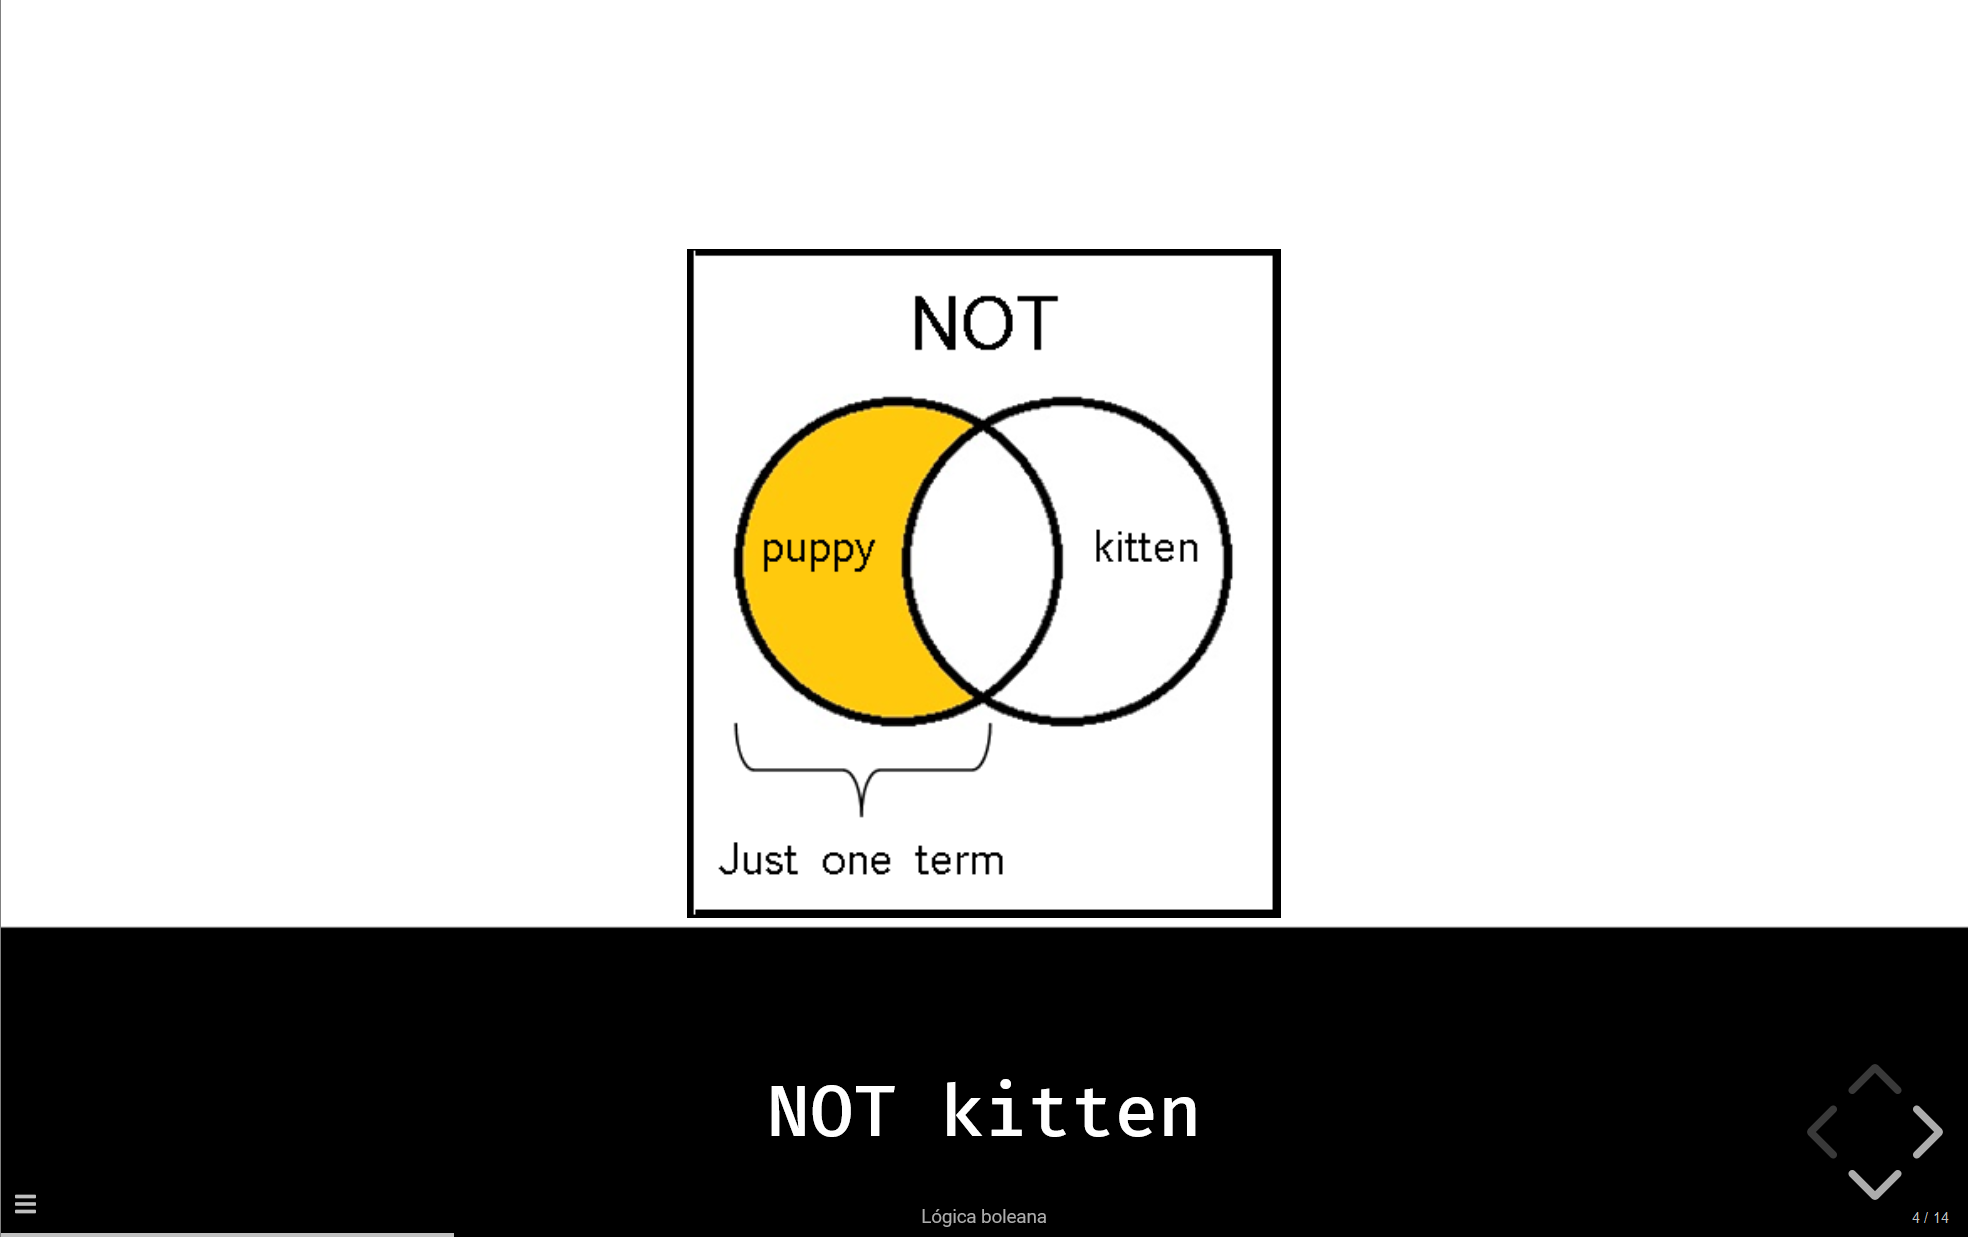 NOT
puppy
kitten
Just one term
NOT kitten
Lógica boleana
4 / 14